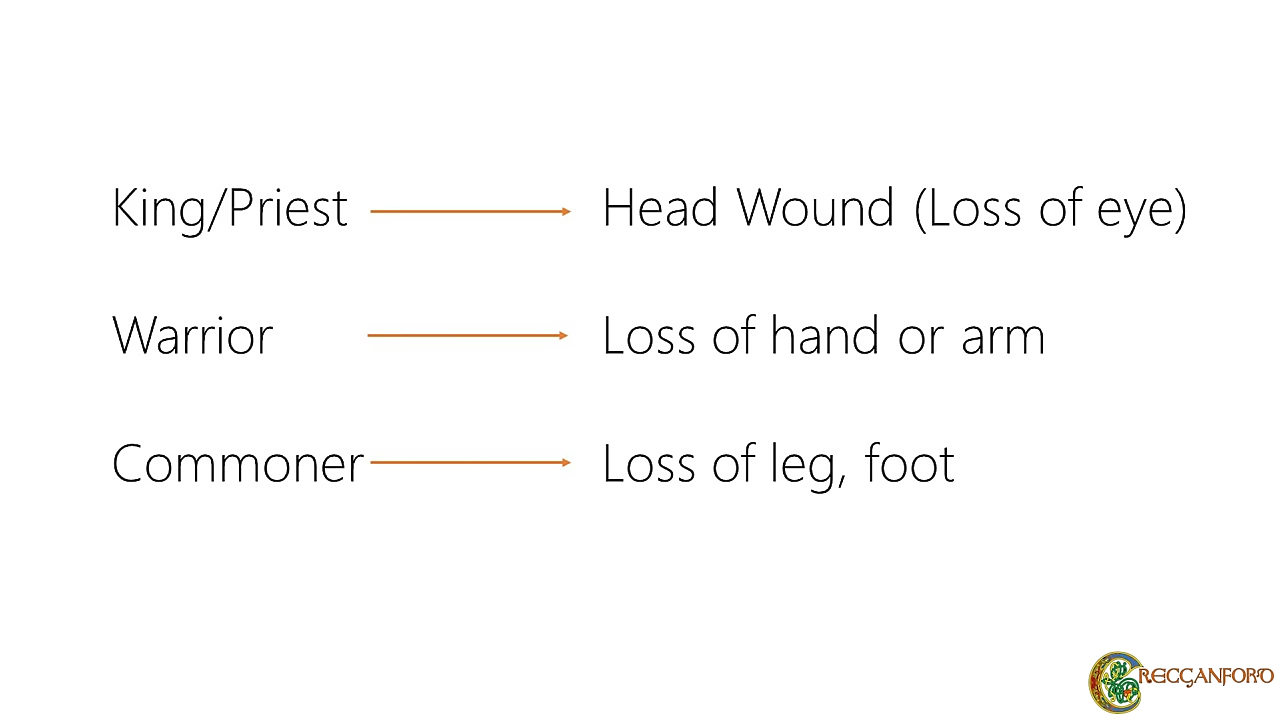 King/Priest Head Wound (Loss of eye)
Warrior Loss of hand or arm
Commoner Loss of leg, foot
CRECGANFORD